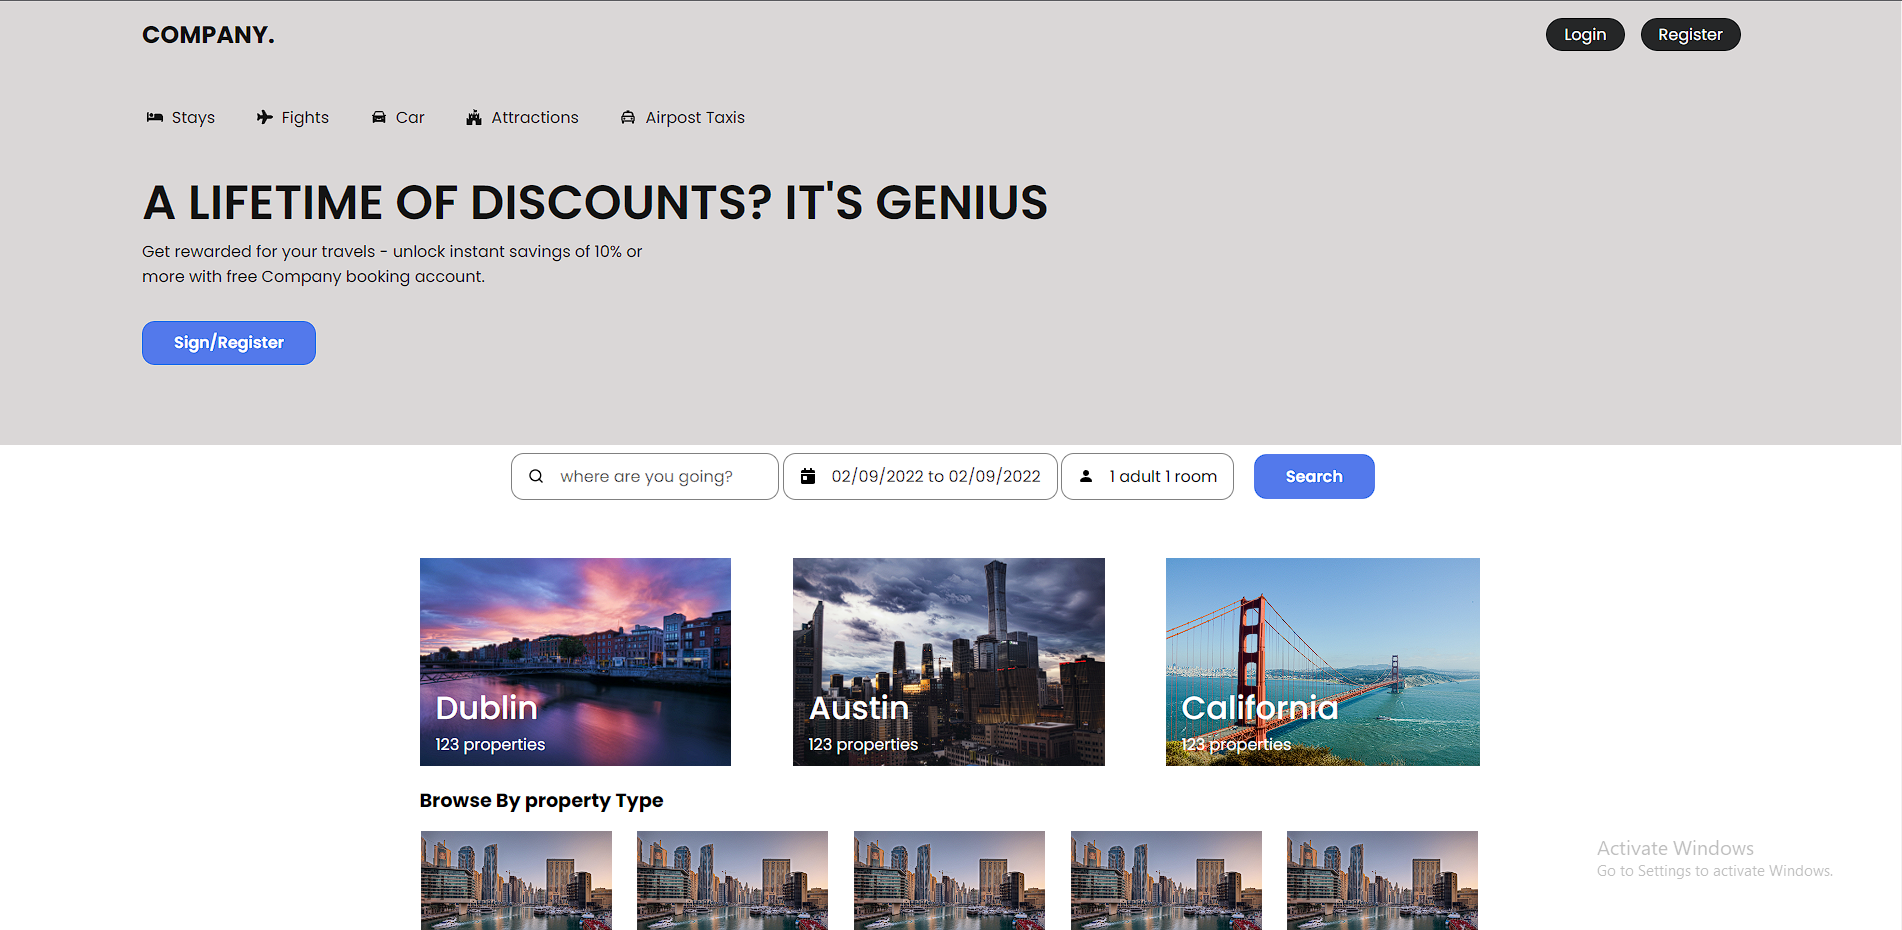 COMPANY.
Login
Register
Stays
Fights
Car
Attractions
Airpost Taxis
A LIFETIME OF DISCOUNTS? IT'S GENIUS
Get rewarded for your travels - unlock instant savings of 10% or
more with free Company booking account.
Sign/Register
where are you going?
02/09/2022 to 02/09/2022
1 adult 1 room
Search
Dublin
123 properties
Austin
123 properties
California
123 properties
Browse By property Type
Activate Windows
Go to Settings to activate Windows.